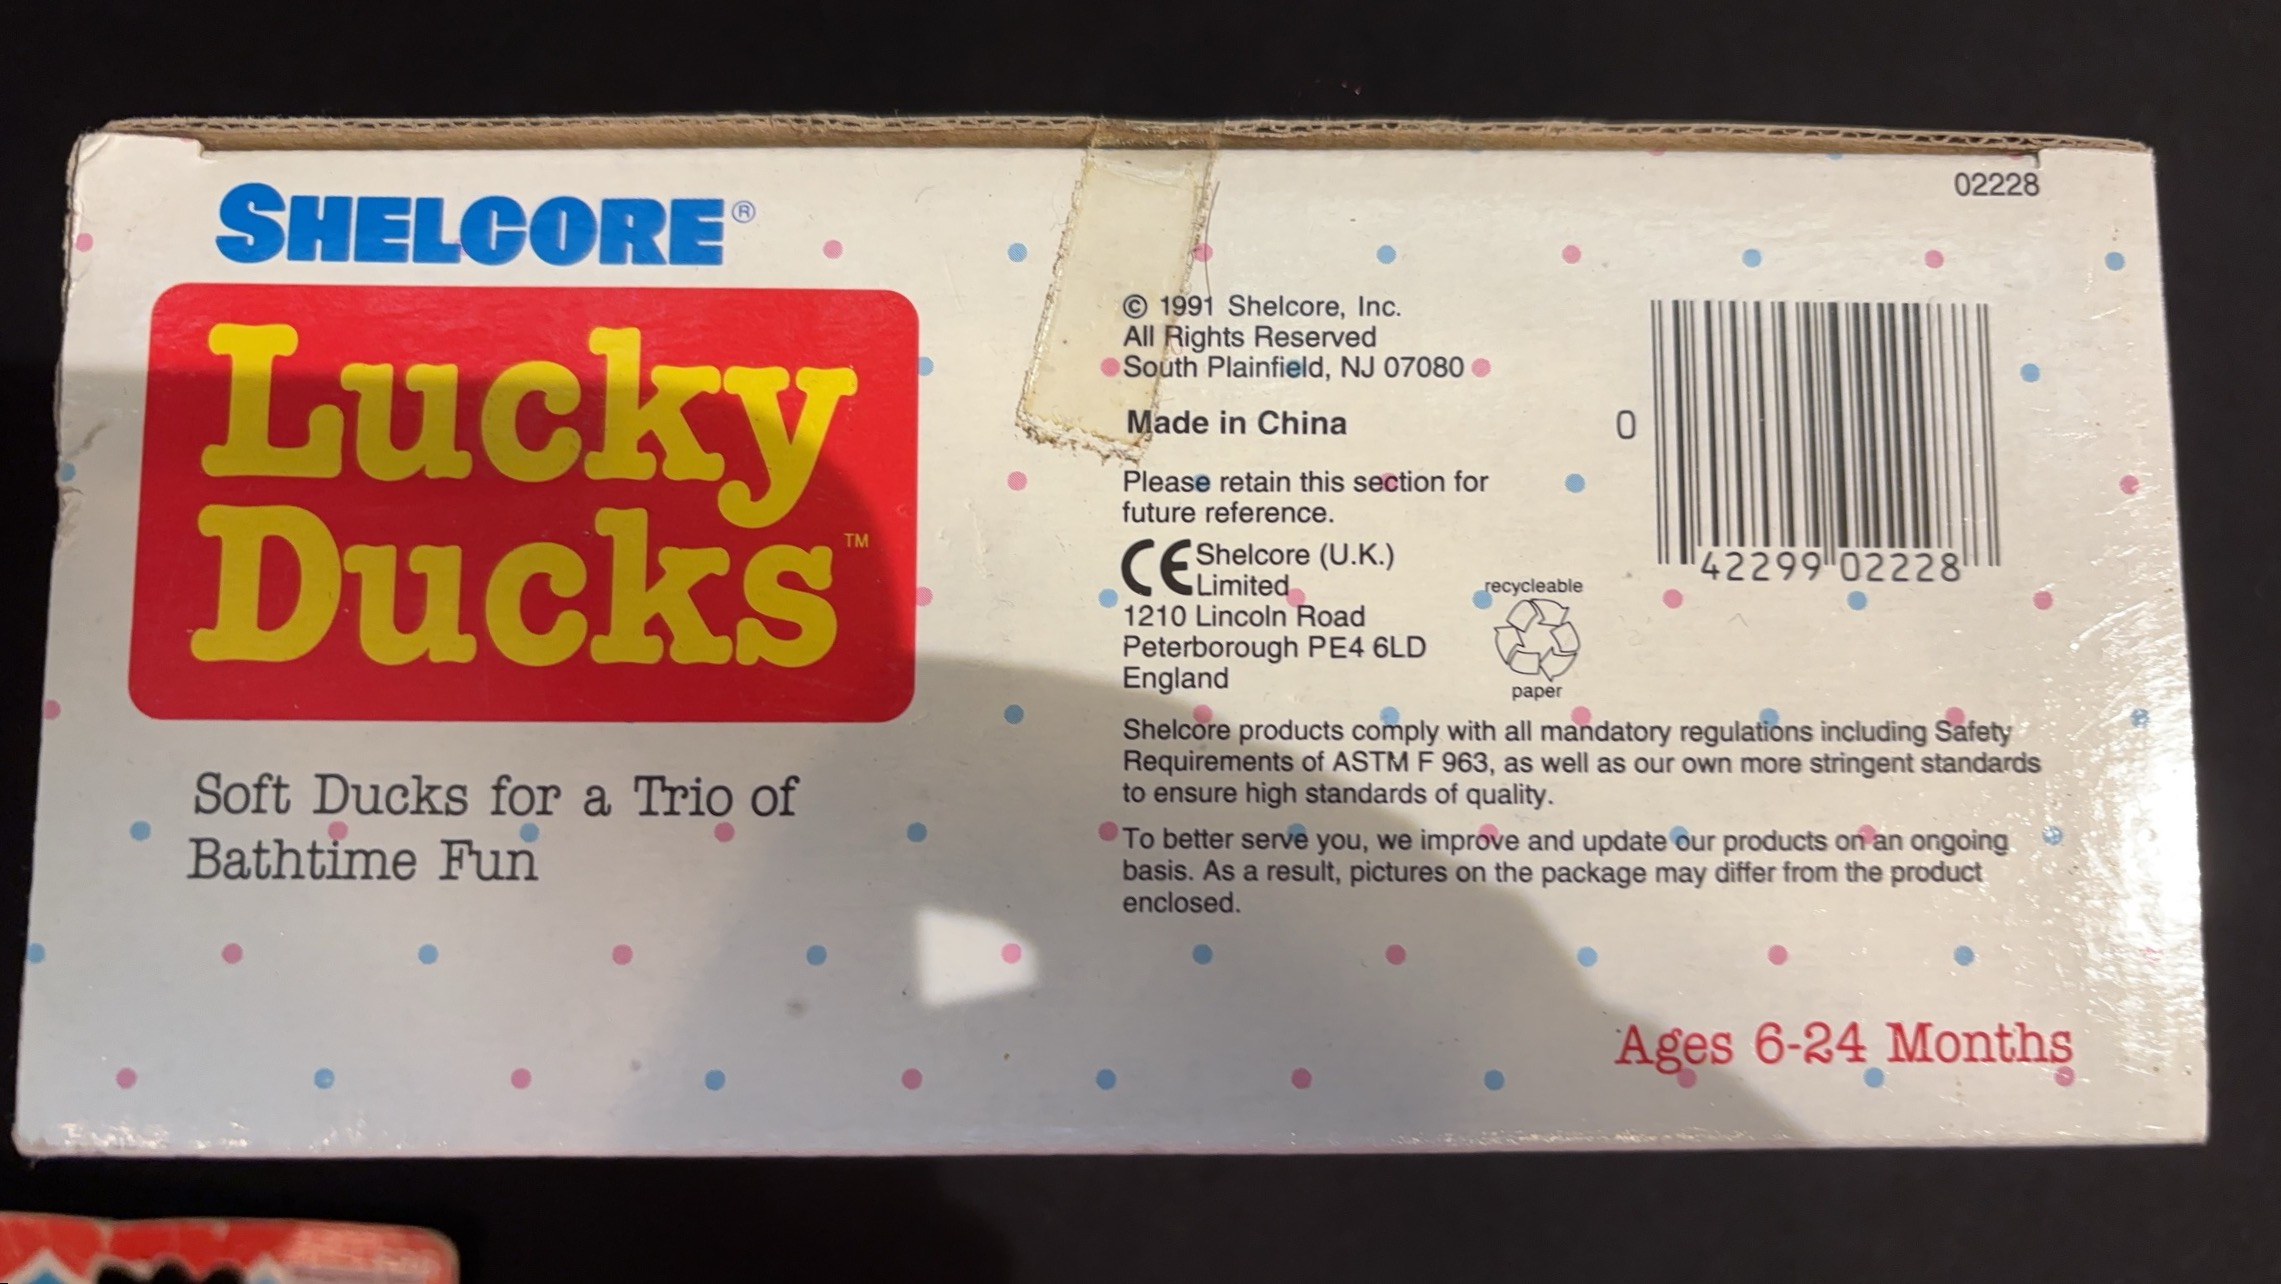 SHELCORE®
Lucky
Ducks™
Soft Ducks for a Trio of
Bathtime Fun
02228
© 1991 Shelcore, Inc.
All Rights Reserved
South Plainfield, NJ 07080
Made in China
Please retain this section for
future reference.
CE Shelcore (U.K.)
Limited
1210 Lincoln Road
Peterborough PE4 6LD
England
recycleable
paper
0 42299 02228
Shelcore products comply with all mandatory regulations including Safety
Requirements of ASTM F 963, as well as our own more stringent standards
to ensure high standards of quality.
To better serve you, we improve and update our products on an ongoing
basis. As a result, pictures on the package may differ from the product
enclosed.
Ages 6-24 Months